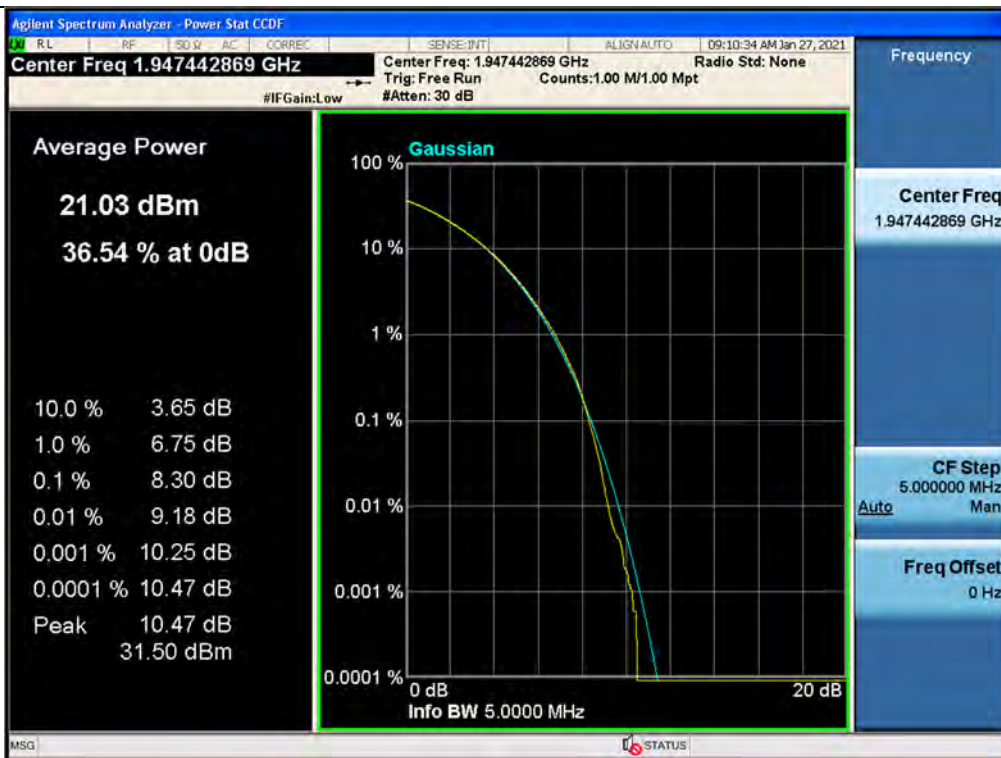 Agilent Spectrum Analyzer - Power Stat CCDF
LXI RL RF 50 Ω AC CORREC SENSE:INT ALIGN AUTO 09:10:34 AM Jan 27, 2021
Center Freq 1.947442869 GHz
Center Freq: 1.947442869 GHz Radio Std: None
Trig: Free Run Counts:1.00 M/1.00 Mpt
#IFGain:Low #Atten: 30 dB
Frequency
Average Power
21.03 dBm
36.54 % at 0dB
10.0 % 3.65 dB
1.0 % 6.75 dB
0.1 % 8.30 dB
0.01 % 9.18 dB
0.001 % 10.25 dB
0.0001 % 10.47 dB
Peak 10.47 dB
31.50 dBm
Gaussian
100 %
10 %
1 %
0.1 %
0.01 %
0.001 %
0.0001 %
0 dB 20 dB
Info BW 5.0000 MHz
Center Freq
1.947442869 GHz
CF Step
5.000000 MHz
Auto Man
Freq Offset
0 Hz
MSG STATUS